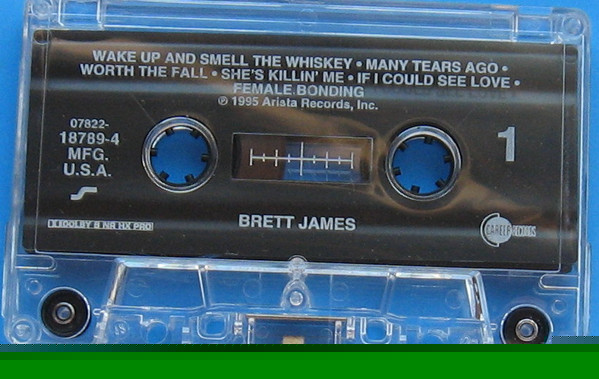 WAKE UP AND SMELL THE WHISKEY • MANY TEARS AGO •
WORTH THE FALL • SHE'S KILLIN' ME • IF I COULD SEE LOVE •
FEMALE BONDING
℗ 1995 Arista Records, Inc.
07822-
18789-4
MFG.
U.S.A.
1
DOLBY B NR HX PRO
BRETT JAMES
CAREER RECORDS